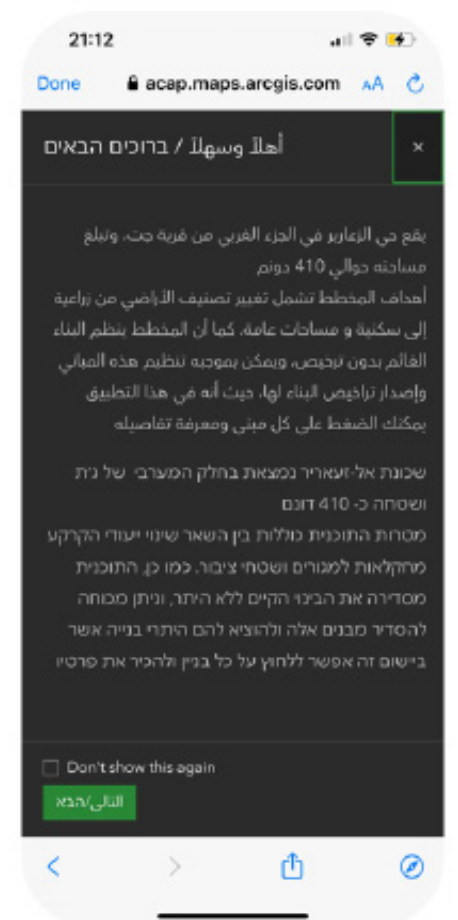 21:12
Done acap.maps.arcgis.com AA
أهلاً وسهلاً / ברוכים הבאים
يقع حي الزعارير في الجزء الغربي من قرية جت، وتبلغ
مساحته حوالي 410 دونم
أهداف المخطط تشمل تغيير تصنيف الأراضي من زراعية
إلى سكنية و مساحات عامة، كما أن المخطط ينظم البناء
القائم بدون ترخيص، ويمكن بموجبه تنظيم هذه المباني
وإصدار تراخيص البناء لها، حيث أنه في هذا التطبيق
يمكنك الضغط على كل مبنى ومعرفة تفاصيله
שכונת אל-זעאריר נמצאת בחלק המערבי של ג'ת
ושטחה כ- 410 דונם
מטרות התוכנית כוללות בין השאר שינוי ייעודי הקרקע
מחקלאות למגורים ושטחי ציבור. כמו כן, התוכנית
מסדירה את הבינוי הקיים ללא היתר, וניתן מכוחה
להסדיר מבנים אלה ולהוציא להם היתרי בנייה אשר
ביישום זה אפשר ללחוץ על כל בניין ולהכיר את פרטיו
Don't show this again
التالي/הבא